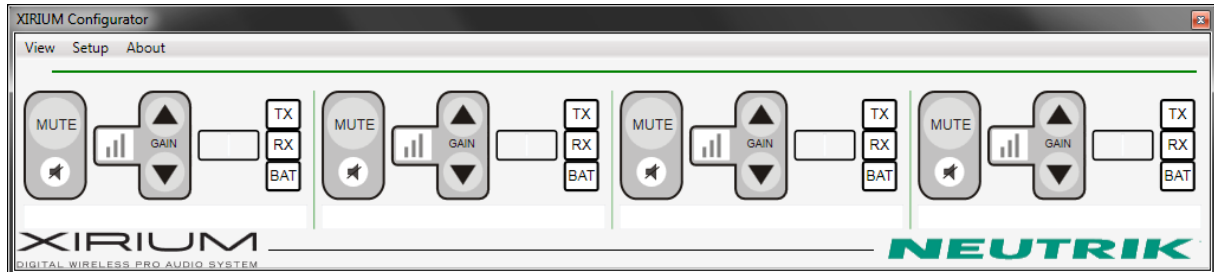 XIRIUM Configurator
View Setup About
MUTE GAIN TX RX BAT
MUTE GAIN TX RX BAT
MUTE GAIN TX RX BAT
MUTE GAIN TX RX BAT
XIRIUM
DIGITAL WIRELESS PRO AUDIO SYSTEM
NEUTRIK